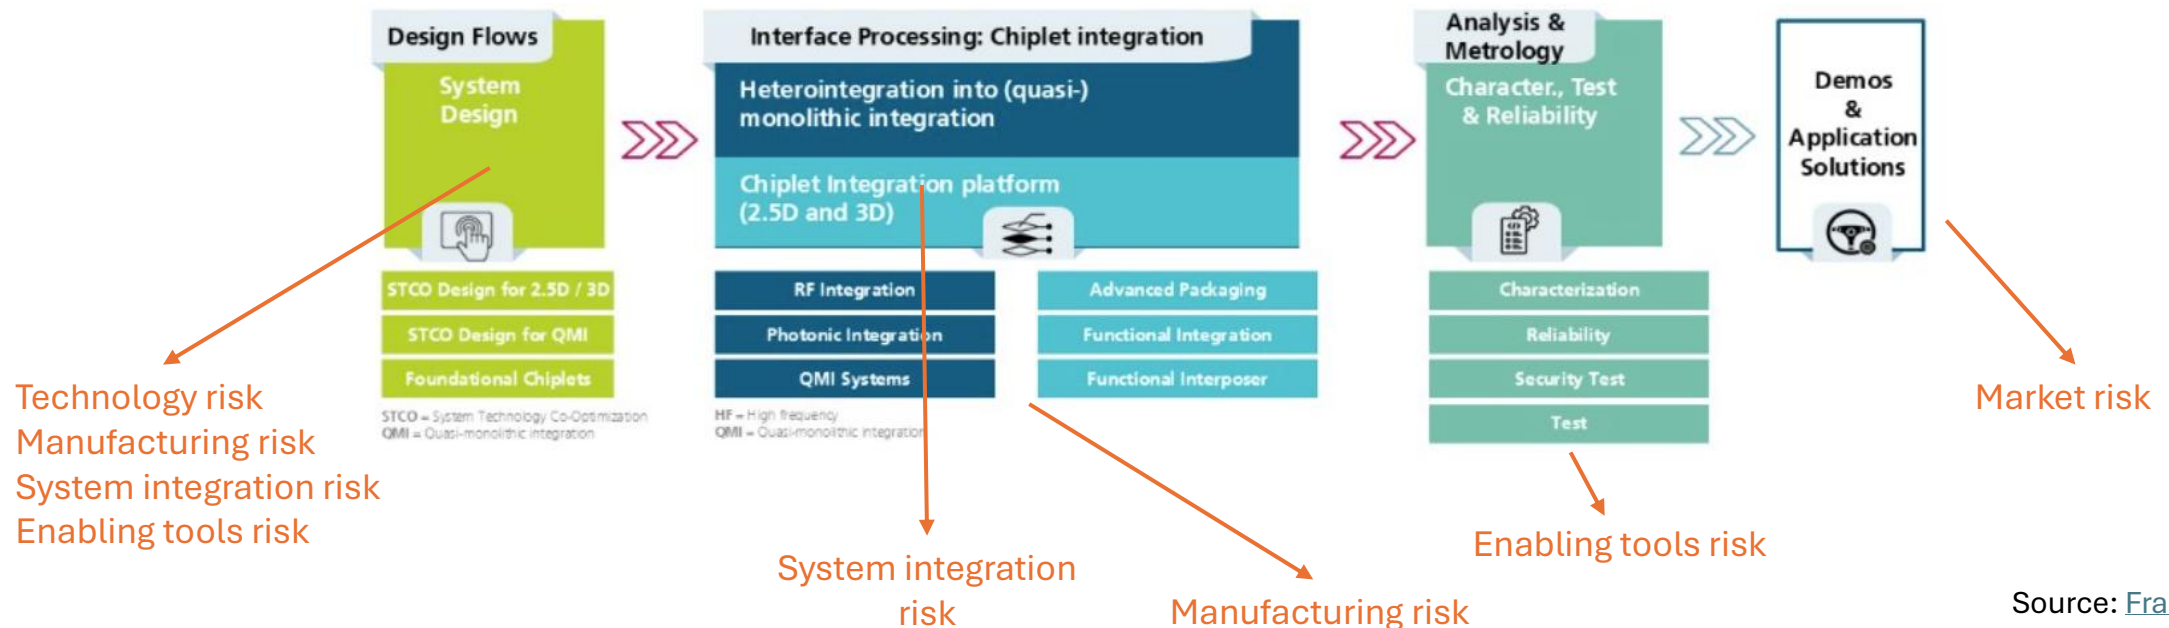 Design Flows
System
Design
STCO Design for 2.5D / 3D
STCO Design for QMI
Foundational Chiplets
STCO = System Technology Co-Optimization
QMI = Quasi-monolithic integration
Interface Processing: Chiplet integration
Heterointegration into (quasi-)
monolithic integration
Chiplet Integration platform
(2.5D and 3D)
RF Integration
Photonic Integration
QMI Systems
HF = High frequency
QMI = Quasi-monolithic integration
Advanced Packaging
Functional Integration
Functional Interposer
Analysis &
Metrology
Character., Test
& Reliability
Characterization
Reliability
Security Test
Test
Demos
&
Application
Solutions
Technology risk
Manufacturing risk
System integration risk
Enabling tools risk
System integration
risk
Manufacturing risk
Enabling tools risk
Market risk
Source: Fra